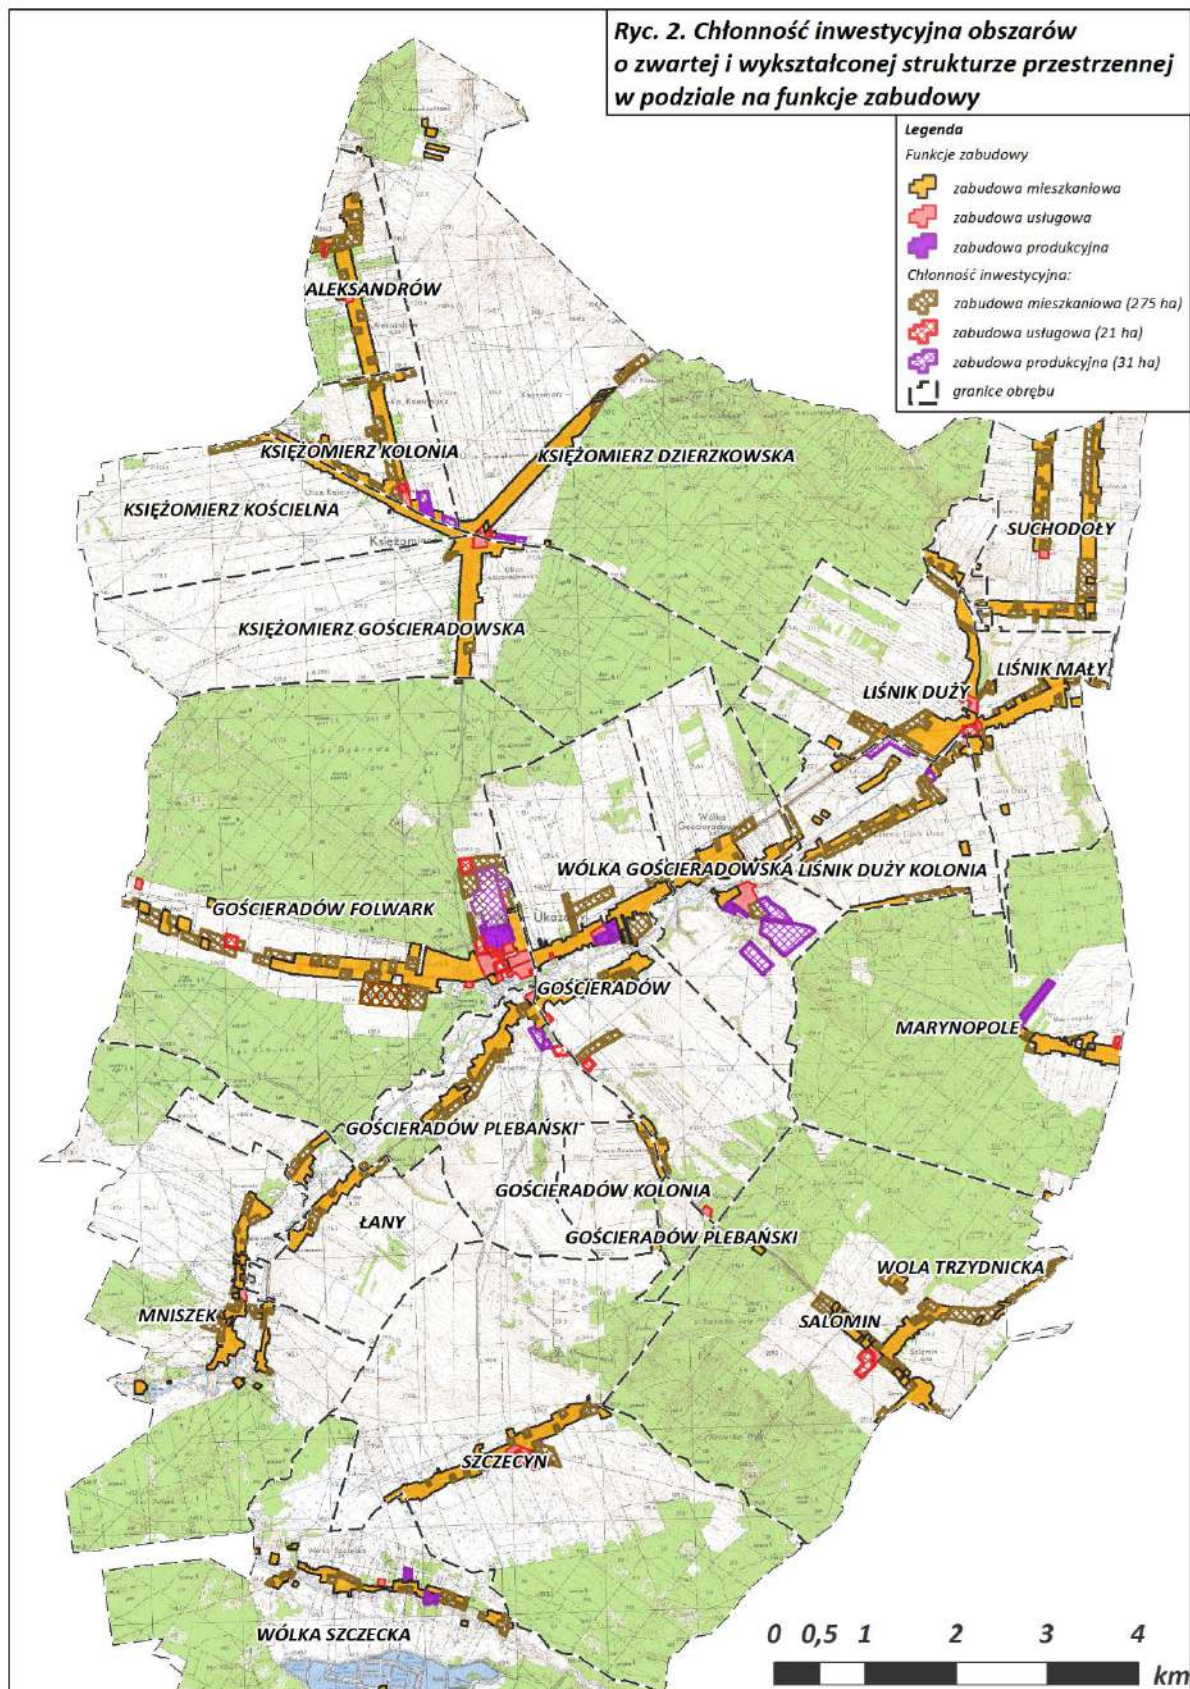 Ryc. 2. Chłonność inwestycyjna obszarów
o zwartej i wykształconej strukturze przestrzennej
w podziale na funkcje zabudowy
Legenda
Funkcje zabudowy
zabudowa mieszkaniowa
zabudowa usługowa
zabudowa produkcyjna
Chłonność inwestycyjna:
zabudowa mieszkaniowa (275 ha)
zabudowa usługowa (21 ha)
zabudowa produkcyjna (31 ha)
granice obrębu
ALEKSANDRÓW
KSIĘŻOMIERZ KOLONIA
KSIĘŻOMIERZ DZIERZKOWSKA
KSIĘŻOMIERZ KOŚCIELNA
SUCHODOŁY
KSIĘŻOMIERZ GOŚCIERADOWSKA
LIŚNIK MAŁY
LIŚNIK DUŻY
WÓLKA GOŚCIERADOWSKA
LIŚNIK DUŻY KOLONIA
GOŚCIERADÓW FOLWARK
GOŚCIERADÓW
MARYNOPOLE
GOŚCIERADÓW PLEBAŃSKI
GOŚCIERADÓW KOLONIA
ŁANY
GOŚCIERADÓW PLEBAŃSKI
WOLA TRZYDNICKA
MNISZEK
SALOMIN
SZCZECYN
WÓLKA SZCZECKA
0 0,5 1 2 3 4
km